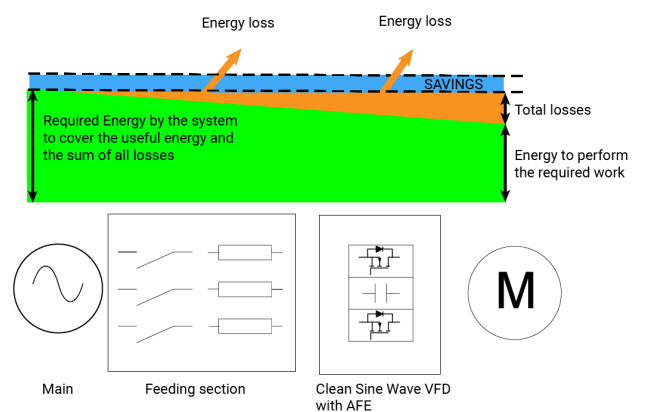 Energy loss
Energy loss
SAVINGS
Required Energy by the system
to cover the useful energy and
the sum of all losses
Total losses
Energy to perform
the required work
M
Main
Feeding section
Clean Sine Wave VFD
with AFE